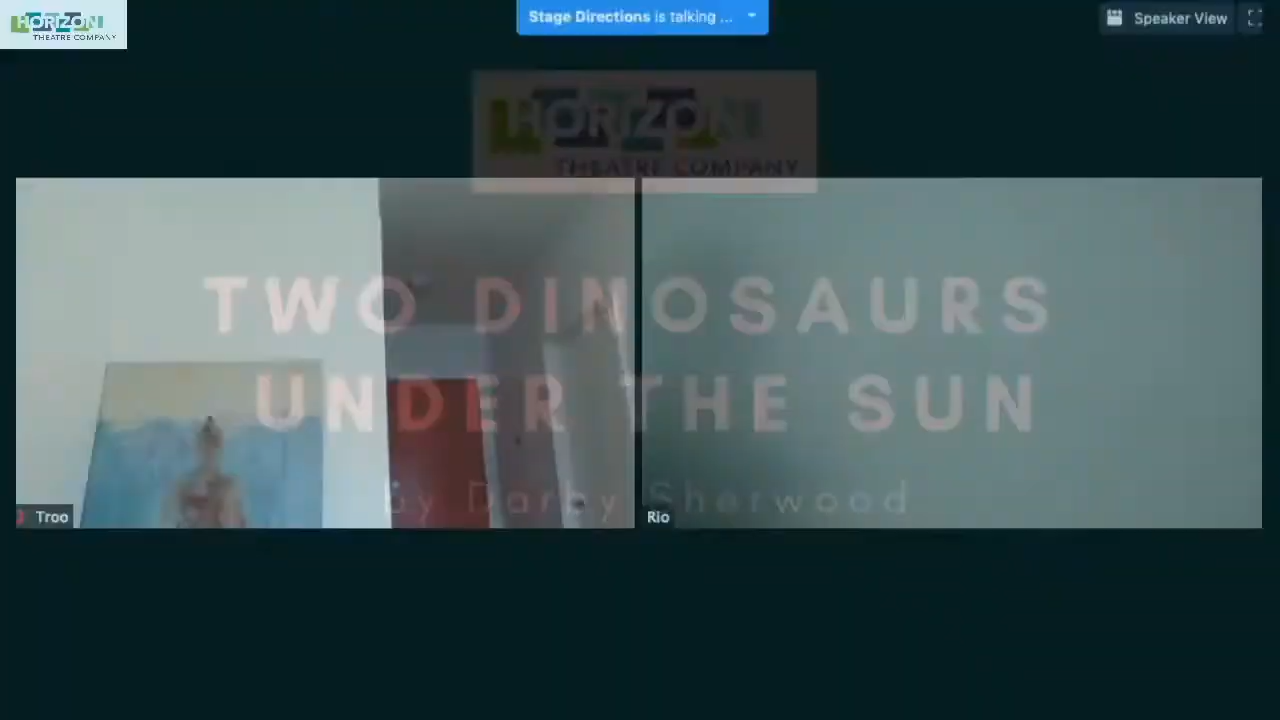 HORIZON
THEATRE COMPANY
Stage Directions is talking ...
Speaker View
HORIZON
THEATRE COMPANY
TWO DINOSAURS
UNDER THE SUN
By Darby Sherwood
Troo
Rio